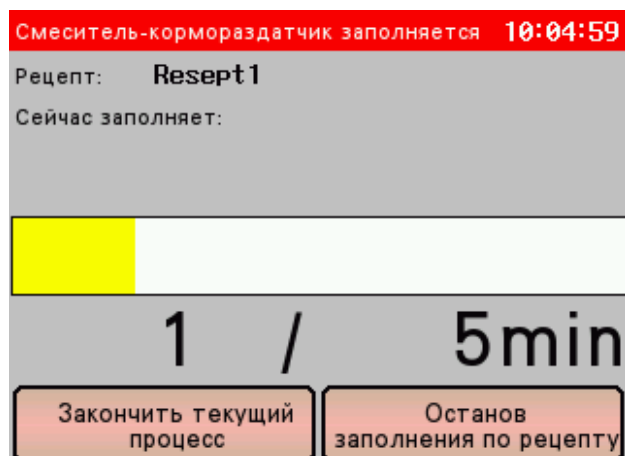 Смеситель-кормораздатчик заполняется 10:04:59
Рецепт: Resept1
Сейчас заполняет:
1 / 5min
Закончить текущий процесс
Останов заполнения по рецепту